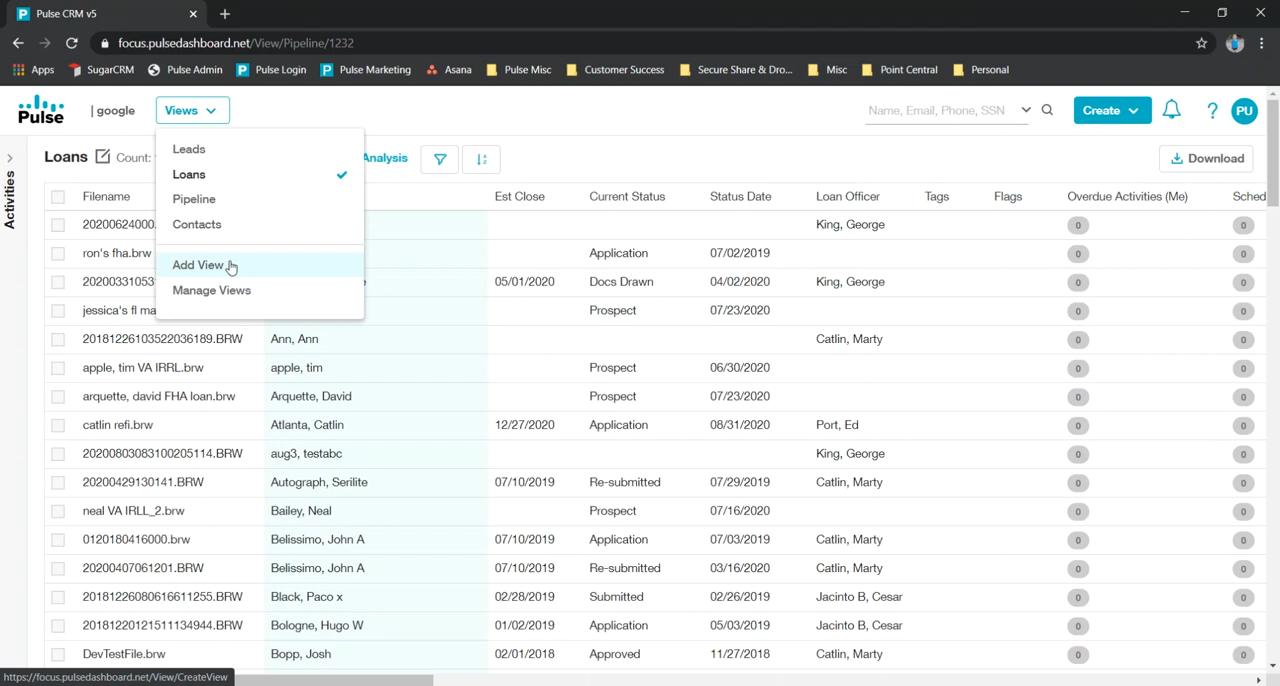 Pulse CRM v5
focus.pulsedashboard.net/View/Pipeline/1232
Apps SugarCRM Pulse Admin Pulse Login Pulse Marketing Asana Pulse Misc Customer Success Secure Share & Dro... Misc Point Central Personal
Pulse | google Views Name, Email, Phone, SSN Create ? PU
Leads
Loans
Pipeline
Contacts
Add View
Manage Views
Activities
Loans Count: Analysis Download
Filename Est Close Current Status Status Date Loan Officer Tags Flags Overdue Activities (Me) Sched
20200624000. King, George 0 0
ron's fha.brw Application 07/02/2019 0 0
2020033105 05/01/2020 Docs Drawn 04/02/2020 King, George 0 0
jessica's fl ma Prospect 07/23/2020 0 0
20181226103522036189.BRW Ann, Ann Catlin, Marty 0 0
apple, tim VA IRRL.brw apple, tim Prospect 06/30/2020 0 0
arquette, david FHA loan.brw Arquette, David Prospect 07/23/2020 0 0
catlin refi.brw Atlanta, Catlin 12/27/2020 Application 08/31/2020 Port, Ed 0 0
20200803083100205114.BRW aug3, testabc King, George 0 0
20200429130141.BRW Autograph, Serilite 07/10/2019 Re-submitted 07/29/2019 Catlin, Marty 0 0
neal VA IRLL_2.brw Bailey, Neal Prospect 07/16/2020 0 0
0120180416000.brw Belissimo, John A 07/10/2019 Application 07/03/2019 Catlin, Marty 0 0
20200407061201.BRW Belissimo, John A 07/10/2019 Re-submitted 03/16/2020 Catlin, Marty 0 0
20181226080616611255.BRW Black, Paco x 02/28/2019 Submitted 02/26/2019 Jacinto B, Cesar 0 0
20181220121511134944.BRW Bologne, Hugo W 01/02/2019 Application 05/03/2019 Jacinto B, Cesar 0 0
DevTestFile.brw Bopp, Josh 02/01/2018 Approved 11/27/2018 Catlin, Marty 0 0
https://focus.pulsedashboard.net/View/CreateView